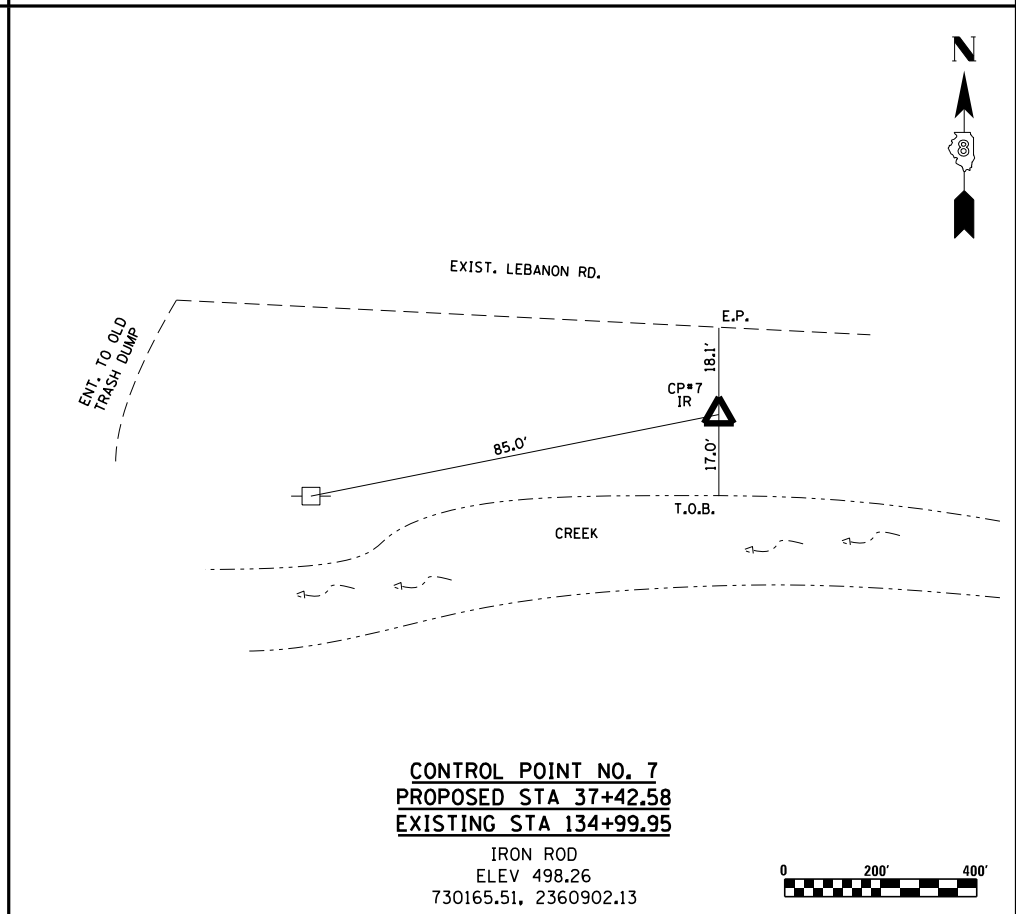 N
8
EXIST. LEBANON RD.
E.P.
ENT. TO OLD
TRASH DUMP
18.1'
CP#7
IR
85.0'
17.0'
T.O.B.
CREEK
CONTROL POINT NO. 7
PROPOSED STA 37+42.58
EXISTING STA 134+99.95
IRON ROD
ELEV 498.26
730165.51, 2360902.13
0 200' 400'